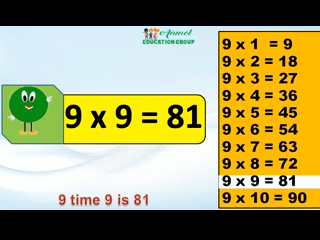 Anmol
EDUCATION GROUP
9 x 9 = 81
9 time 9 is 81
9 x 1 = 9
9 x 2 = 18
9 x 3 = 27
9 x 4 = 36
9 x 5 = 45
9 x 6 = 54
9 x 7 = 63
9 x 8 = 72
9 x 9 = 81
9 x 10 = 90